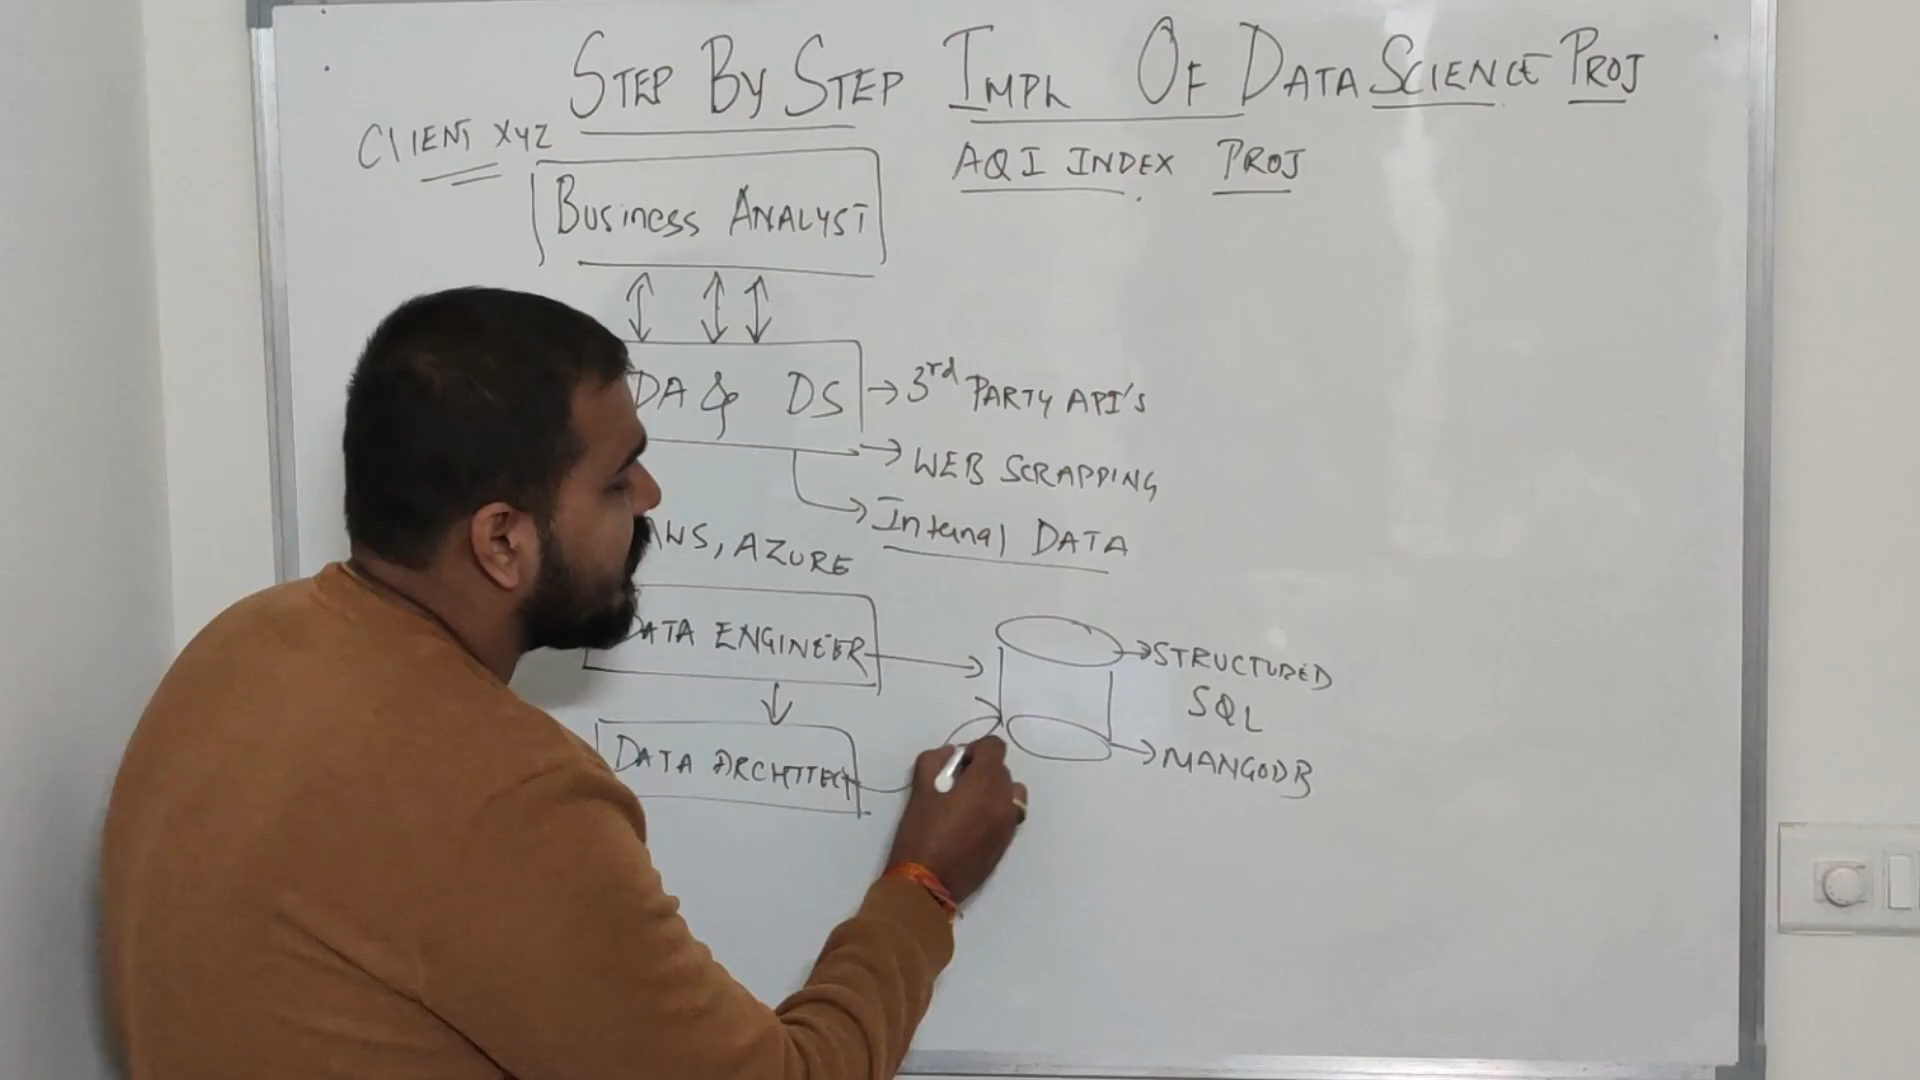 STEP BY STEP IMPL OF DATA SCIENCE PROJ
CLIENT XYZ
AQI INDEX PROJ
BUSINESS ANALYST
DA & DS
3rd PARTY API'S
WEB SCRAPPING
Internal DATA
AWS, AZURE
DATA ENGINEER
STRUCTURED
SQL
DATA ARCHITECT
MANGODB